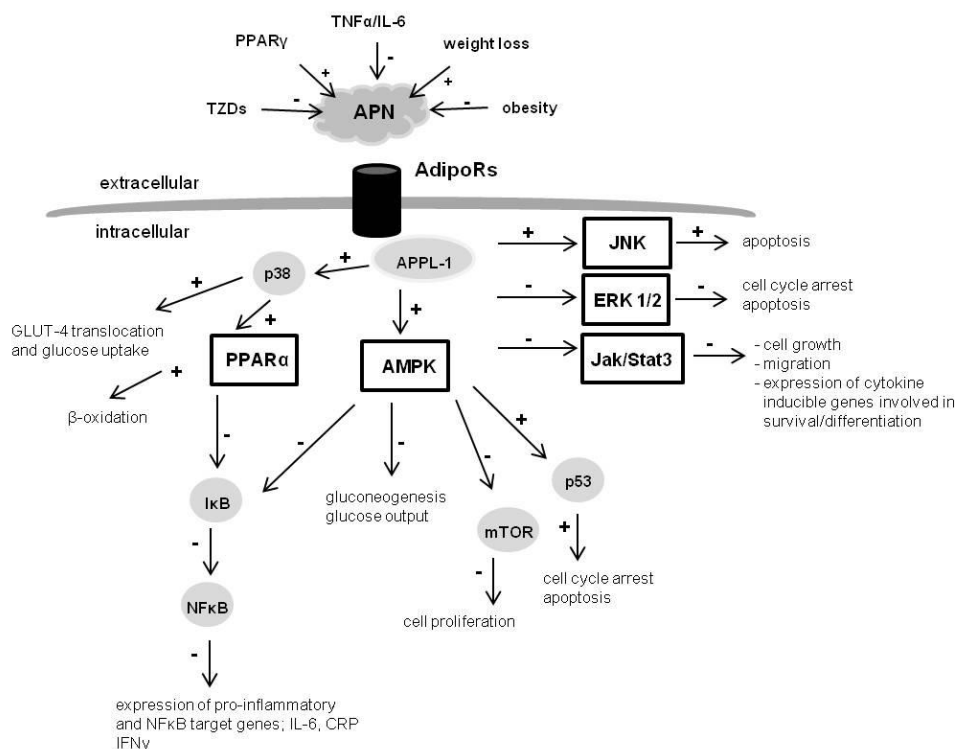 TNFα/IL-6
PPARγ
weight loss
+
-
+
TZDs
-
APN
-
obesity
AdipoRs
extracellular
intracellular
+
JNK
+
apoptosis
p38
+
APPL-1
+
-
ERK 1/2
-
cell cycle arrest
apoptosis
+
+
GLUT-4 translocation
and glucose uptake
PPARα
AMPK
-
Jak/Stat3
-
- cell growth
- migration
- expression of cytokine
inducible genes involved in
survival/differentiation
+
β-oxidation
-
-
-
-
+
IκB
gluconeogenesis
glucose output
p53
mTOR
+
-
-
cell cycle arrest
apoptosis
NFκB
cell proliferation
-
expression of pro-inflammatory
and NFκB target genes; IL-6, CRP
IFNγ